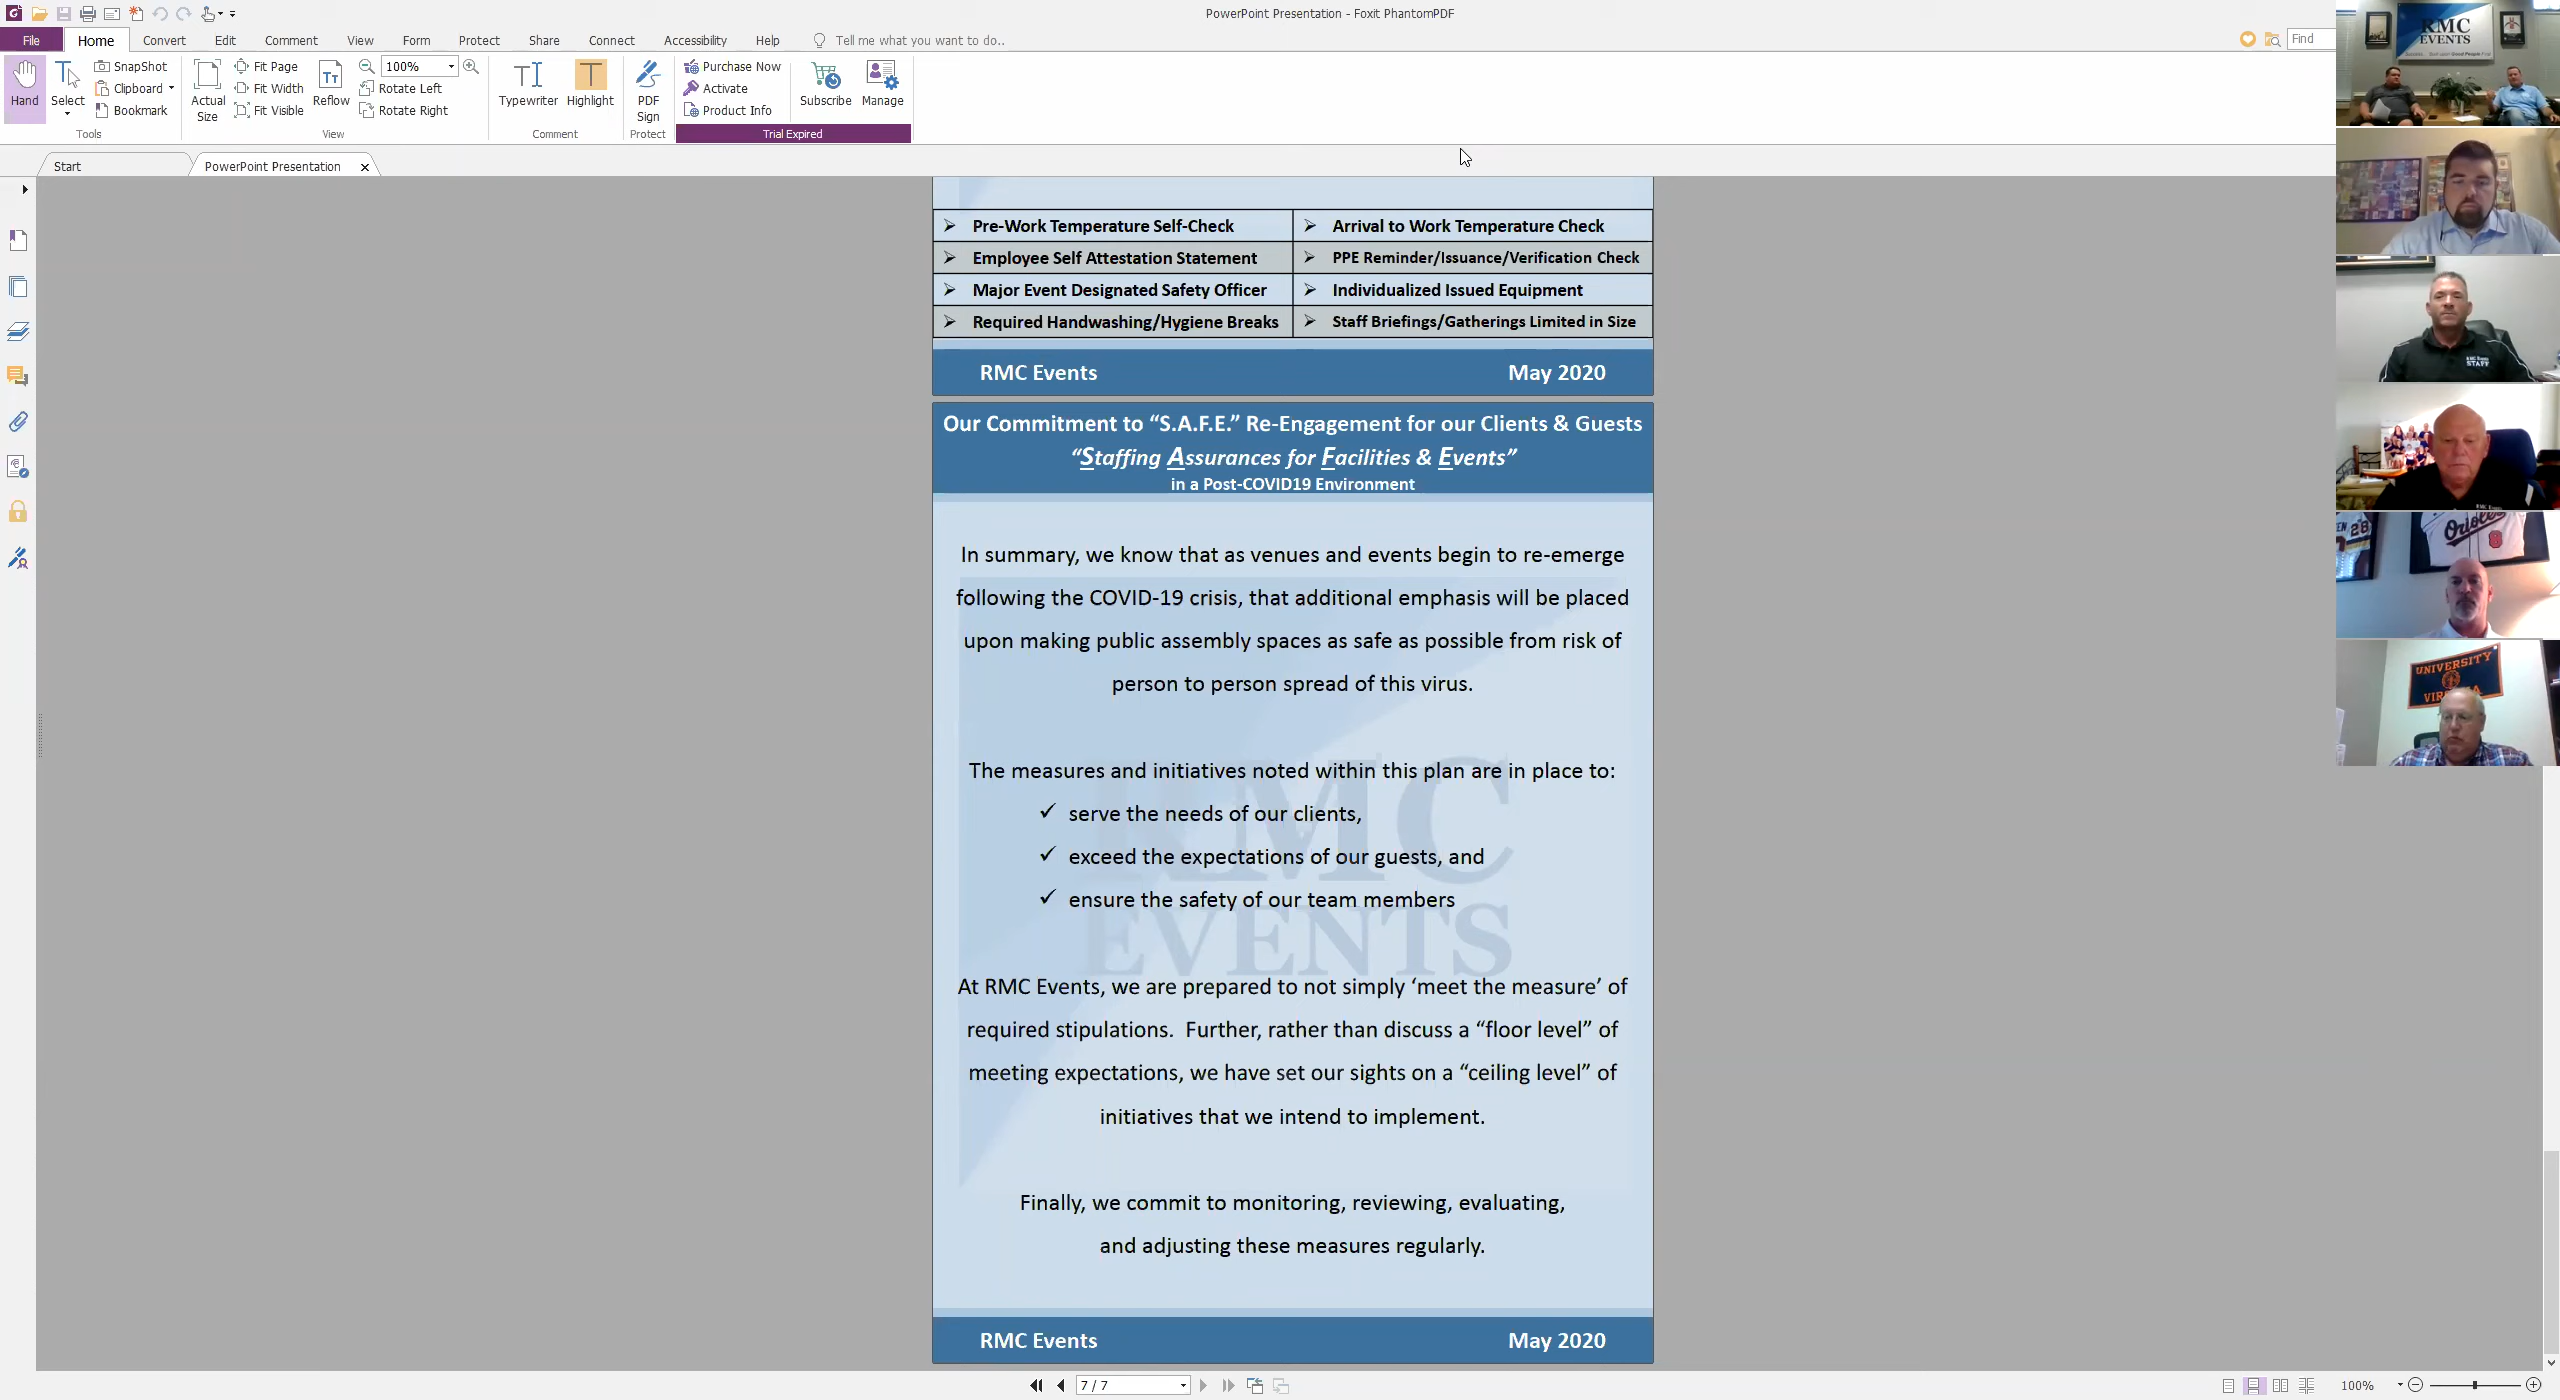 PowerPoint Presentation - Foxit PhantomPDF
File Home Convert Edit Comment View Form Protect Share Connect Accessibility Help Tell me what you want to do.. Find
Hand
Select
SnapShot
Clipboard
Bookmark
Tools
Actual
Size
Fit Page
Fit Width
Fit Visible
Reflow
100%
Rotate Left
Rotate Right
View
Typewriter
Highlight
Comment
PDF
Sign
Protect
Purchase Now
Activate
Product Info
Subscribe
Manage
Trial Expired
Start
PowerPoint Presentation
Pre-Work Temperature Self-Check
Arrival to Work Temperature Check
Employee Self Attestation Statement
PPE Reminder/Issuance/Verification Check
Major Event Designated Safety Officer
Individualized Issued Equipment
Required Handwashing/Hygiene Breaks
Staff Briefings/Gatherings Limited in Size
RMC Events May 2020
Our Commitment to “S.A.F.E.” Re-Engagement for our Clients & Guests
“Staffing Assurances for Facilities & Events”
in a Post-COVID19 Environment
In summary, we know that as venues and events begin to re-emerge
following the COVID-19 crisis, that additional emphasis will be placed
upon making public assembly spaces as safe as possible from risk of
person to person spread of this virus.
The measures and initiatives noted within this plan are in place to:
✓ serve the needs of our clients,
✓ exceed the expectations of our guests, and
✓ ensure the safety of our team members
RMC
EVENTS
At RMC Events, we are prepared to not simply ‘meet the measure’ of
required stipulations. Further, rather than discuss a “floor level” of
meeting expectations, we have set our sights on a “ceiling level” of
initiatives that we intend to implement.
Finally, we commit to monitoring, reviewing, evaluating,
and adjusting these measures regularly.
RMC Events May 2020
7 / 7
100%
RMC
EVENTS
RMC Events
STAFF
28
Orioles
UNIVERSITY